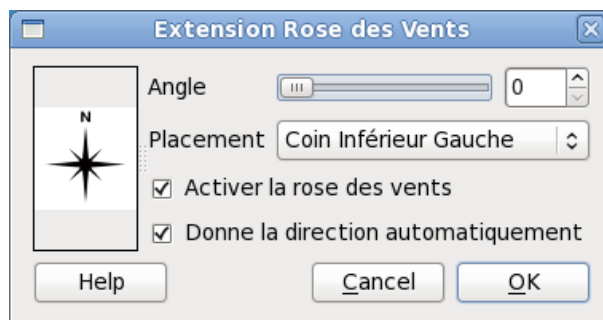 Extension Rose des Vents
Angle
0
N
Placement
Coin Inférieur Gauche
Activer la rose des vents
Donne la direction automatiquement
Help
Cancel
OK